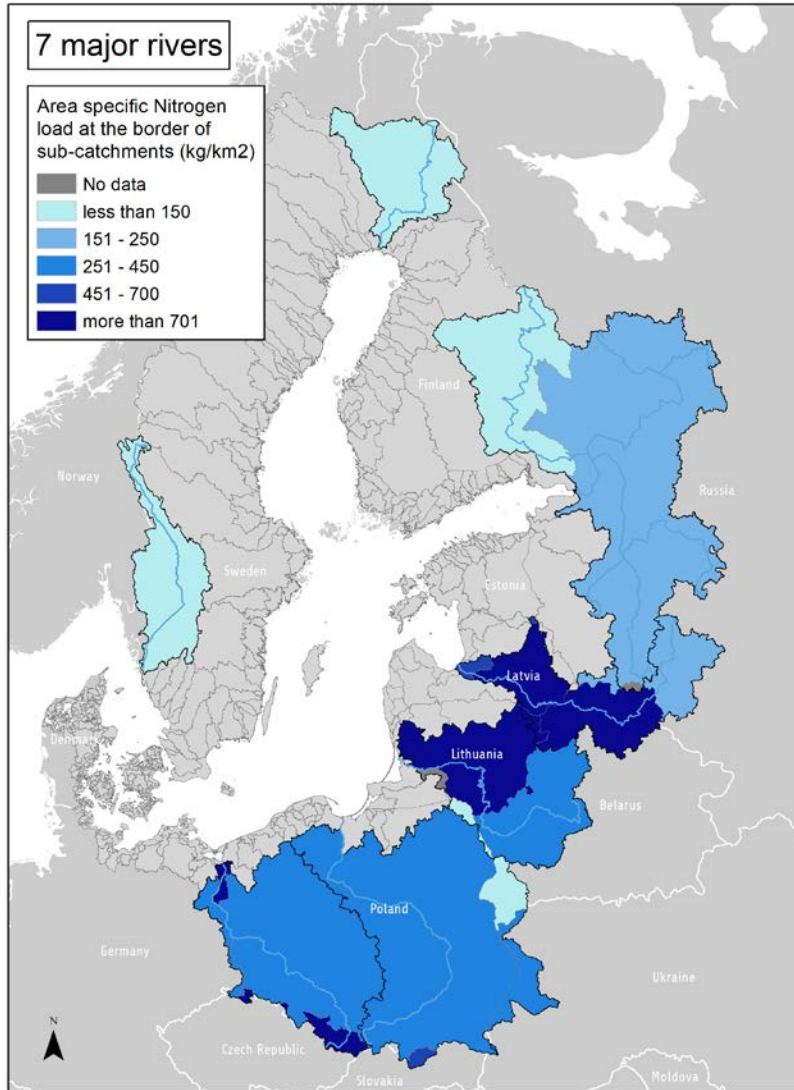 7 major rivers
Area specific Nitrogen
load at the border of
sub-catchments (kg/km2)
No data
less than 150
151 - 250
251 - 450
451 - 700
more than 701
Finland
Norway
Russia
Sweden
Estonia
Latvia
Denmark
Lithuania
Belarus
Poland
Germany
Ukraine
Czech Republic
Slovakia
Moldova
N